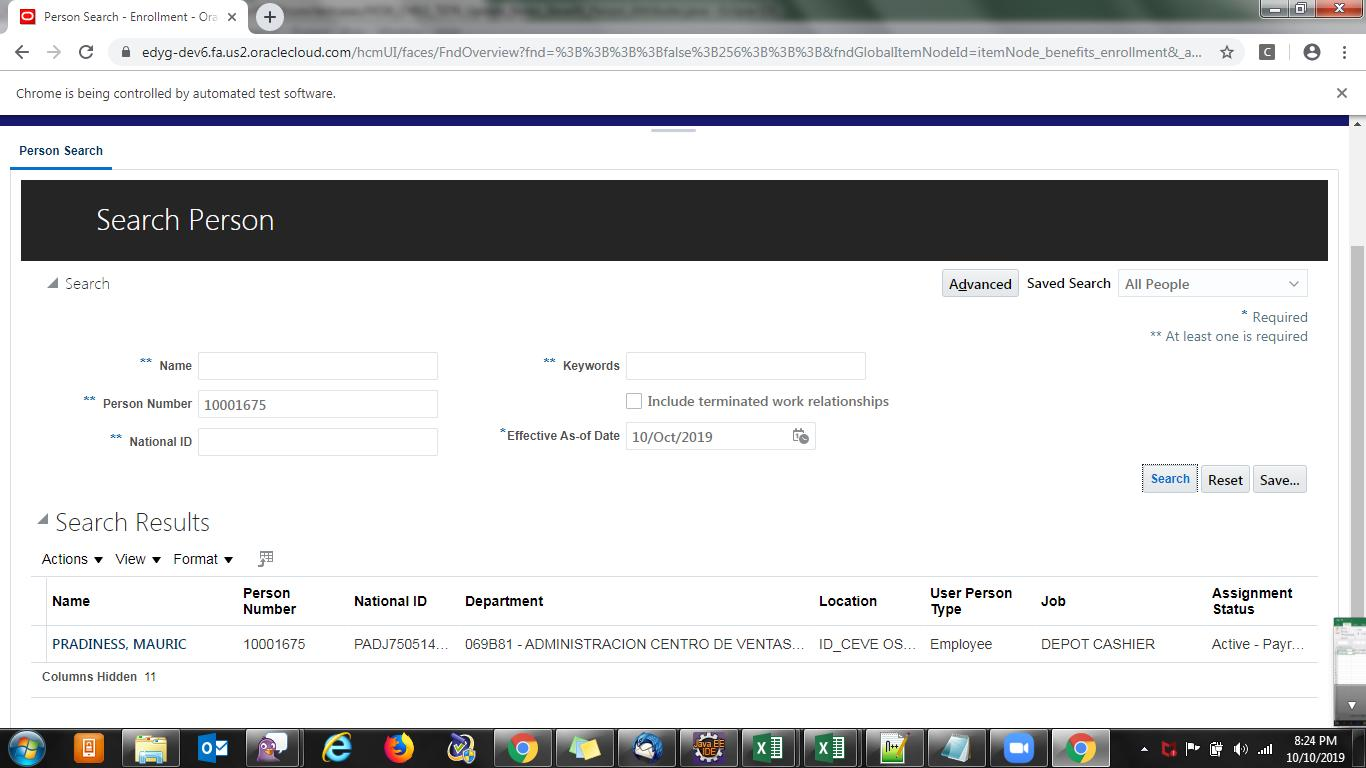 Person Search - Enrollment - Ora
edyg-dev6.fa.us2.oraclecloud.com/hcmUI/faces/FndOverview?fnd=%3B%3B%3B%3Bfalse%3B256%3B%3B%3B&fndGlobalItemNodeId=itemNode_benefits_enrollment&_a...
Chrome is being controlled by automated test software.
Person Search
Search Person
Search
Advanced Saved Search All People
* Required
** At least one is required
** Name
** Keywords
** Person Number 10001675
Include terminated work relationships
** National ID
*Effective As-of Date 10/Oct/2019
Search Reset Save...
Search Results
Actions View Format
Name Person Number National ID Department Location User Person Type Job Assignment Status
PRADINESS, MAURIC 10001675 PADJ750514... 069B81 - ADMINISTRACION CENTRO DE VENTAS... ID_CEVE OS... Employee DEPOT CASHIER Active - Payr...
Columns Hidden 11
Java EE
IDE
8:24 PM
10/10/2019